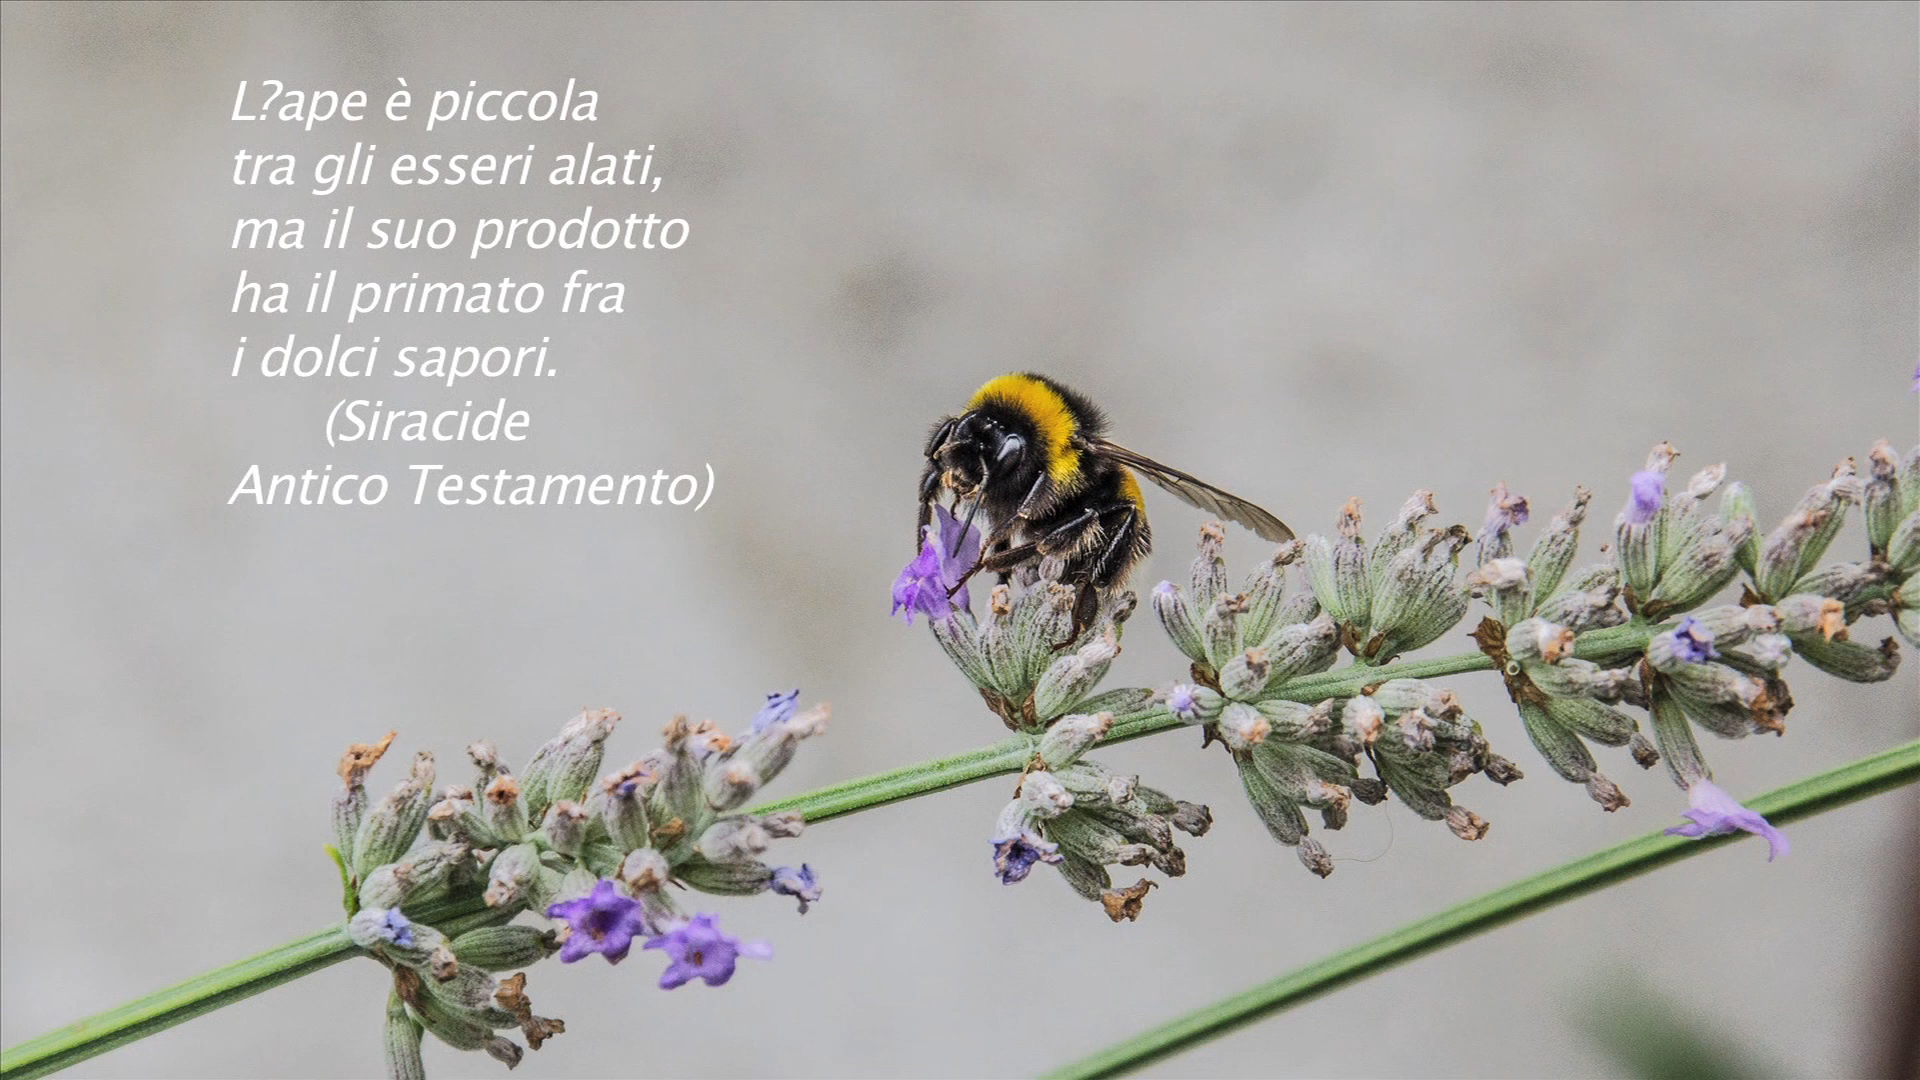 L?ape è piccola
tra gli esseri alati,
ma il suo prodotto
ha il primato fra
i dolci sapori.
(Siracide
Antico Testamento)